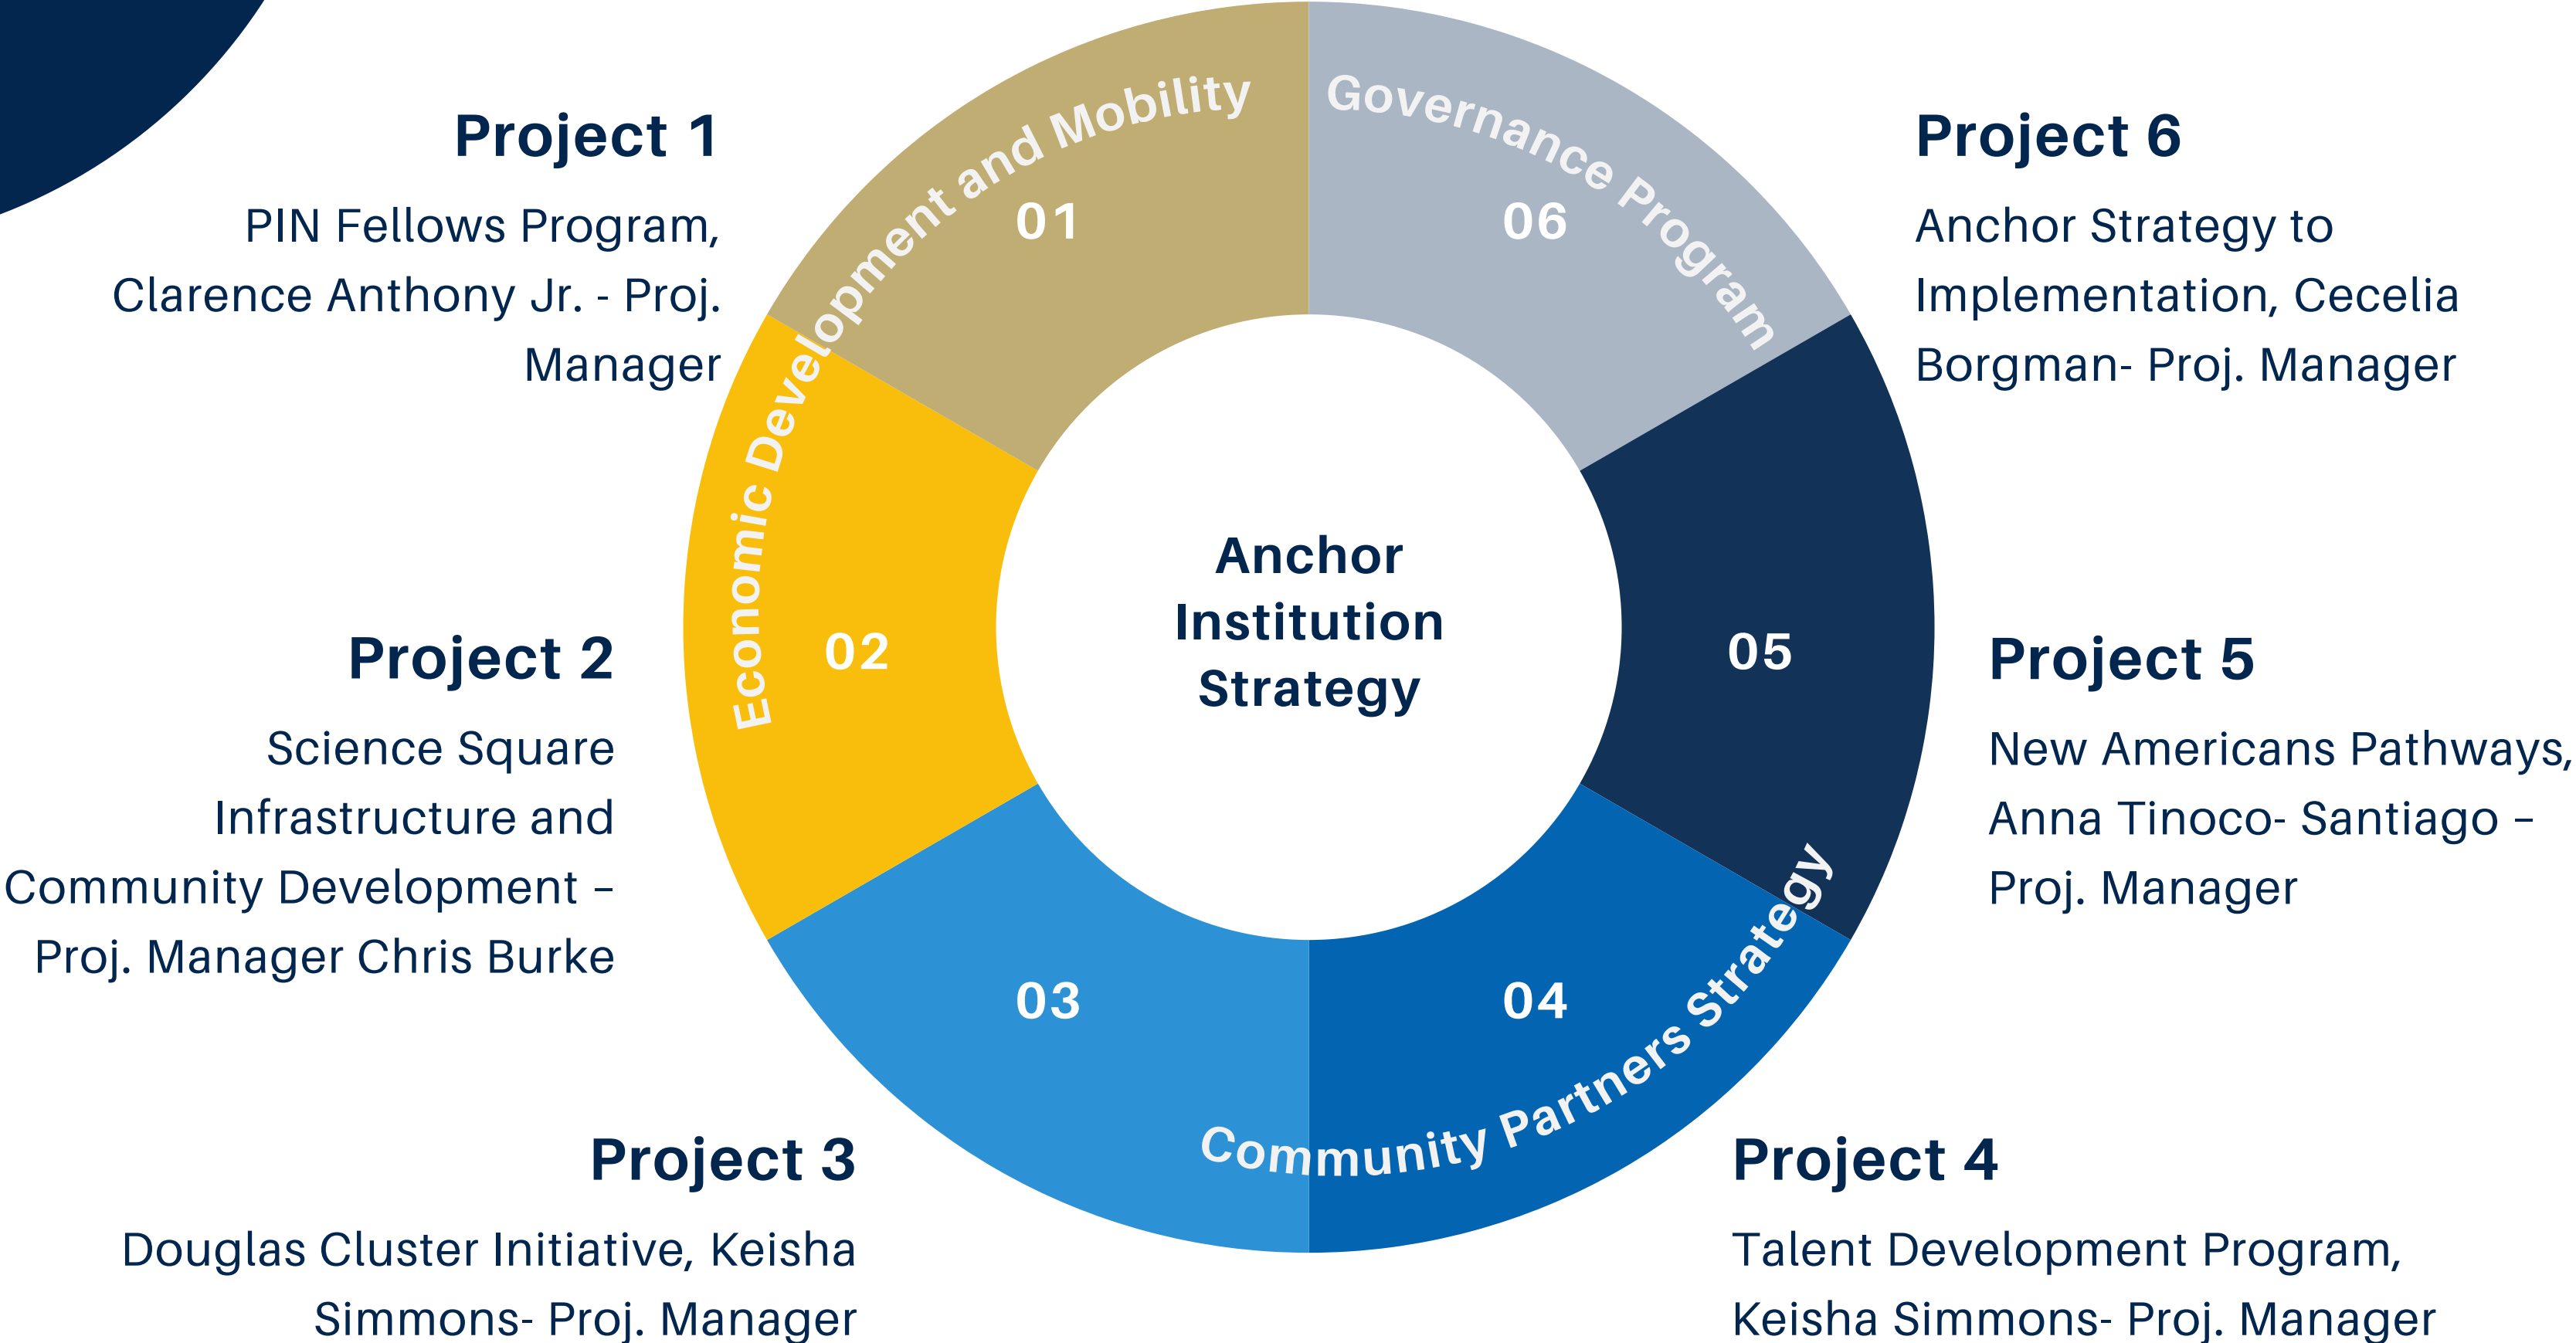 Project 1
PIN Fellows Program,
Clarence Anthony Jr. - Proj.
Manager
Project 2
Science Square
Infrastructure and
Community Development –
Proj. Manager Chris Burke
Project 3
Douglas Cluster Initiative, Keisha
Simmons- Proj. Manager
Economic Development and Mobility
Governance Program
Community Partners Strategy
01
02
03
04
05
06
Anchor
Institution
Strategy
Project 6
Anchor Strategy to
Implementation, Cecelia
Borgman- Proj. Manager
Project 5
New Americans Pathways,
Anna Tinoco- Santiago –
Proj. Manager
Project 4
Talent Development Program,
Keisha Simmons- Proj. Manager